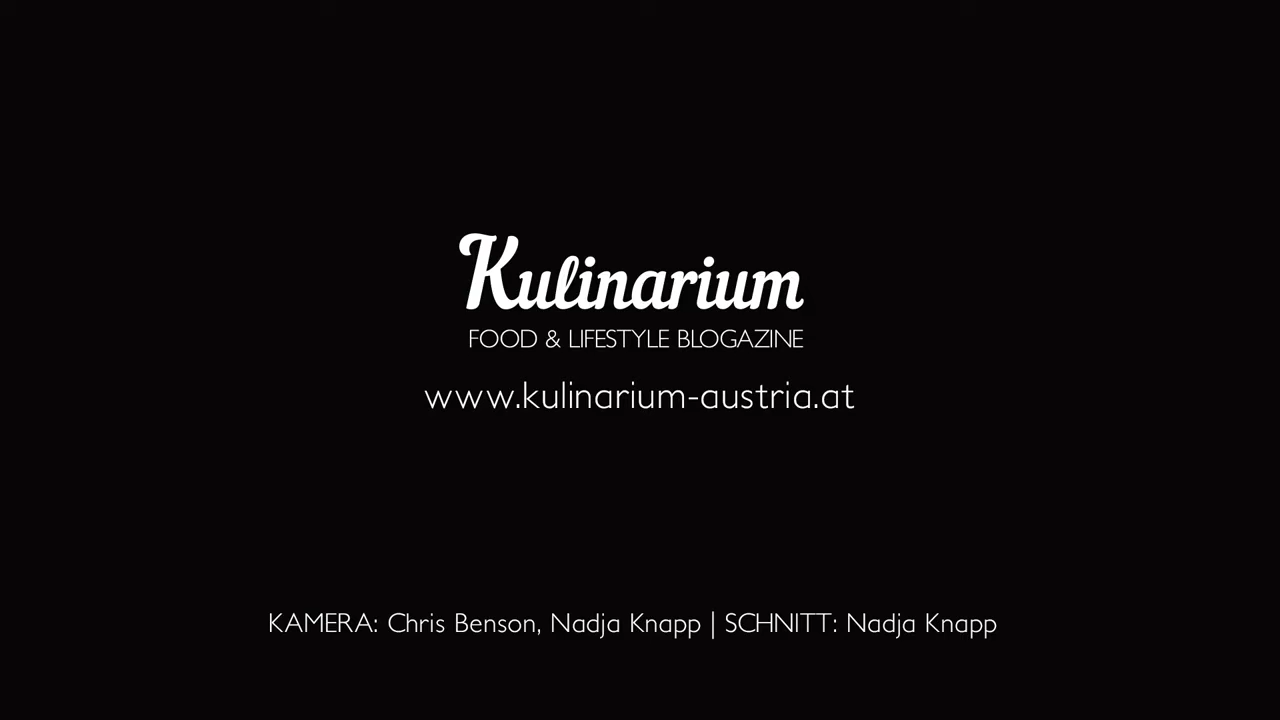 Kulinarium
FOOD & LIFESTYLE BLOGAZINE
www.kulinarium-austria.at
KAMERA: Chris Benson, Nadja Knapp | SCHNITT: Nadja Knapp